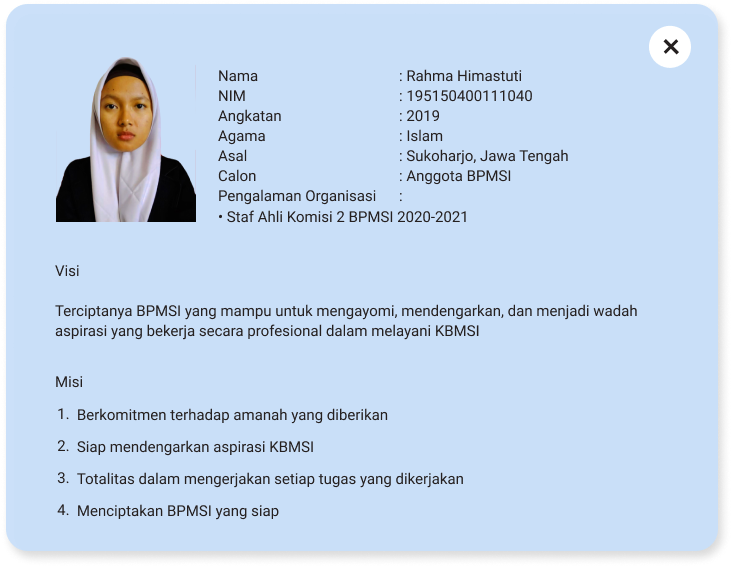 Nama : Rahma Himastuti
NIM : 195150400111040
Angkatan : 2019
Agama : Islam
Asal : Sukoharjo, Jawa Tengah
Calon : Anggota BPMSI
Pengalaman Organisasi :
• Staf Ahli Komisi 2 BPMSI 2020-2021
Visi
Terciptanya BPMSI yang mampu untuk mengayomi, mendengarkan, dan menjadi wadah
aspirasi yang bekerja secara profesional dalam melayani KBMSI
Misi
1. Berkomitmen terhadap amanah yang diberikan
2. Siap mendengarkan aspirasi KBMSI
3. Totalitas dalam mengerjakan setiap tugas yang dikerjakan
4. Menciptakan BPMSI yang siap